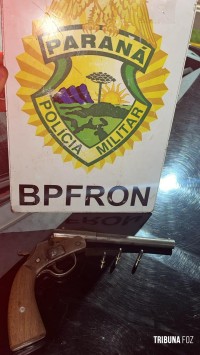 PARANÁ
POLÍCIA MILITAR
BPFRON
TRIBUNA FOZ